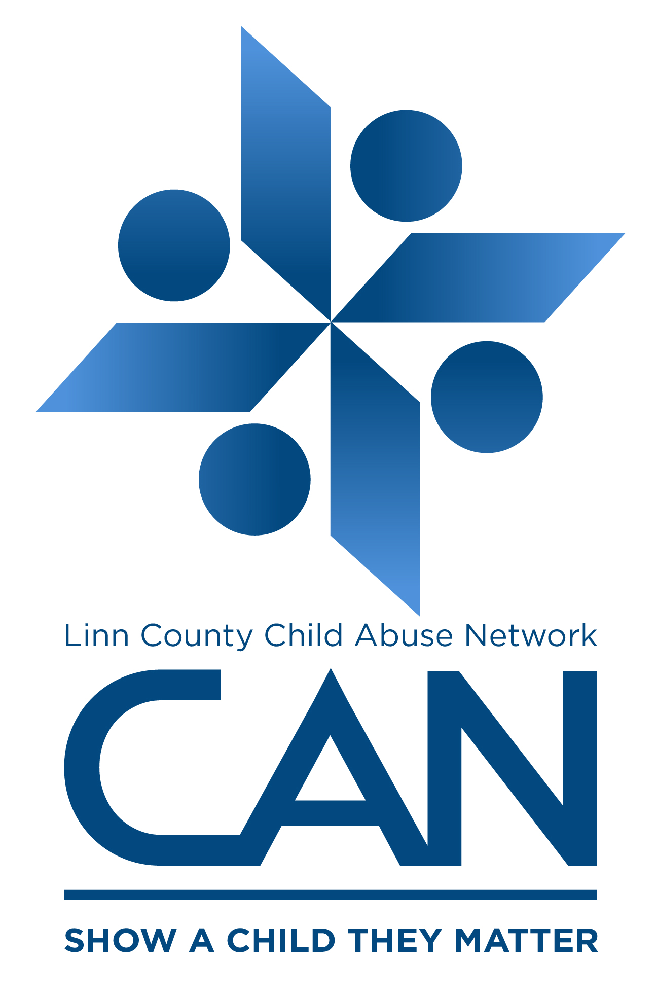 Linn County Child Abuse Network
CAN
SHOW A CHILD THEY MATTER